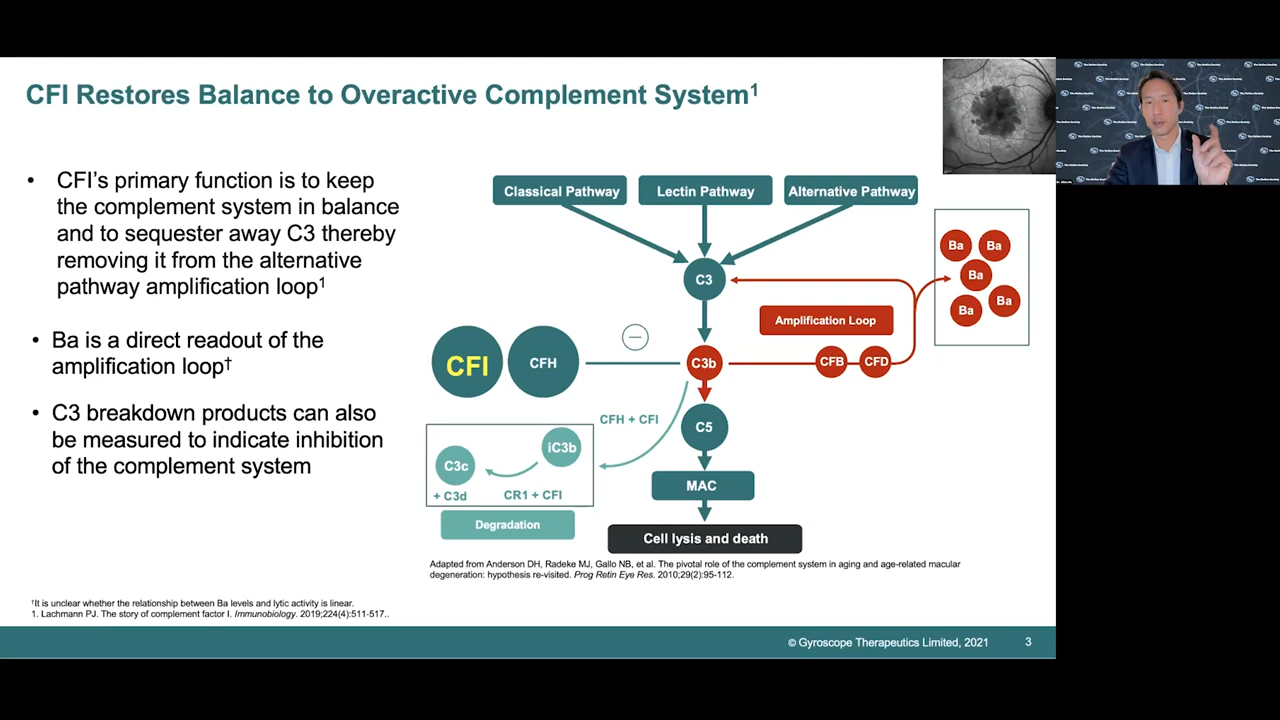 CFI Restores Balance to Overactive Complement System1
• CFI's primary function is to keep
the complement system in balance
and to sequester away C3 thereby
removing it from the alternative
pathway amplification loop1
• Ba is a direct readout of the
amplification loop†
• C3 breakdown products can also
be measured to indicate inhibition
of the complement system
Classical Pathway
Lectin Pathway
Alternative Pathway
C3
Amplification Loop
Ba
Ba
Ba
Ba
Ba
CFI
CFH
C3b
CFB
CFD
CFH + CFI
C5
iC3b
C3c
+ C3d
CR1 + CFI
Degradation
MAC
Cell lysis and death
Adapted from Anderson DH, Radeke MJ, Gallo NB, et al. The pivotal role of the complement system in aging and age-related macular
degeneration: hypothesis re-visited. Prog Retin Eye Res. 2010;29(2):95-112.
†It is unclear whether the relationship between Ba levels and lytic activity is linear.
1. Lachmann PJ. The story of complement factor I. Immunobiology. 2019;224(4):511-517..
© Gyroscope Therapeutics Limited, 2021
3